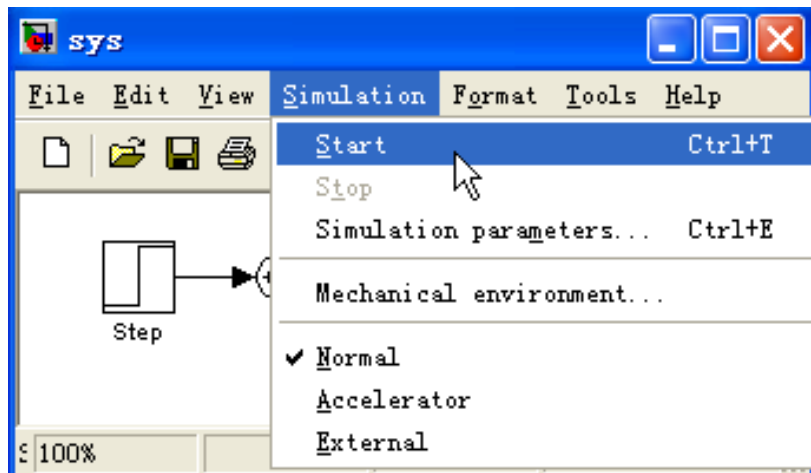 sys
File Edit View Simulation Format Tools Help
Start Ctrl+T
Stop
Simulation parameters... Ctrl+E
Mechanical environment...
Step
Normal
Accelerator
External
100%